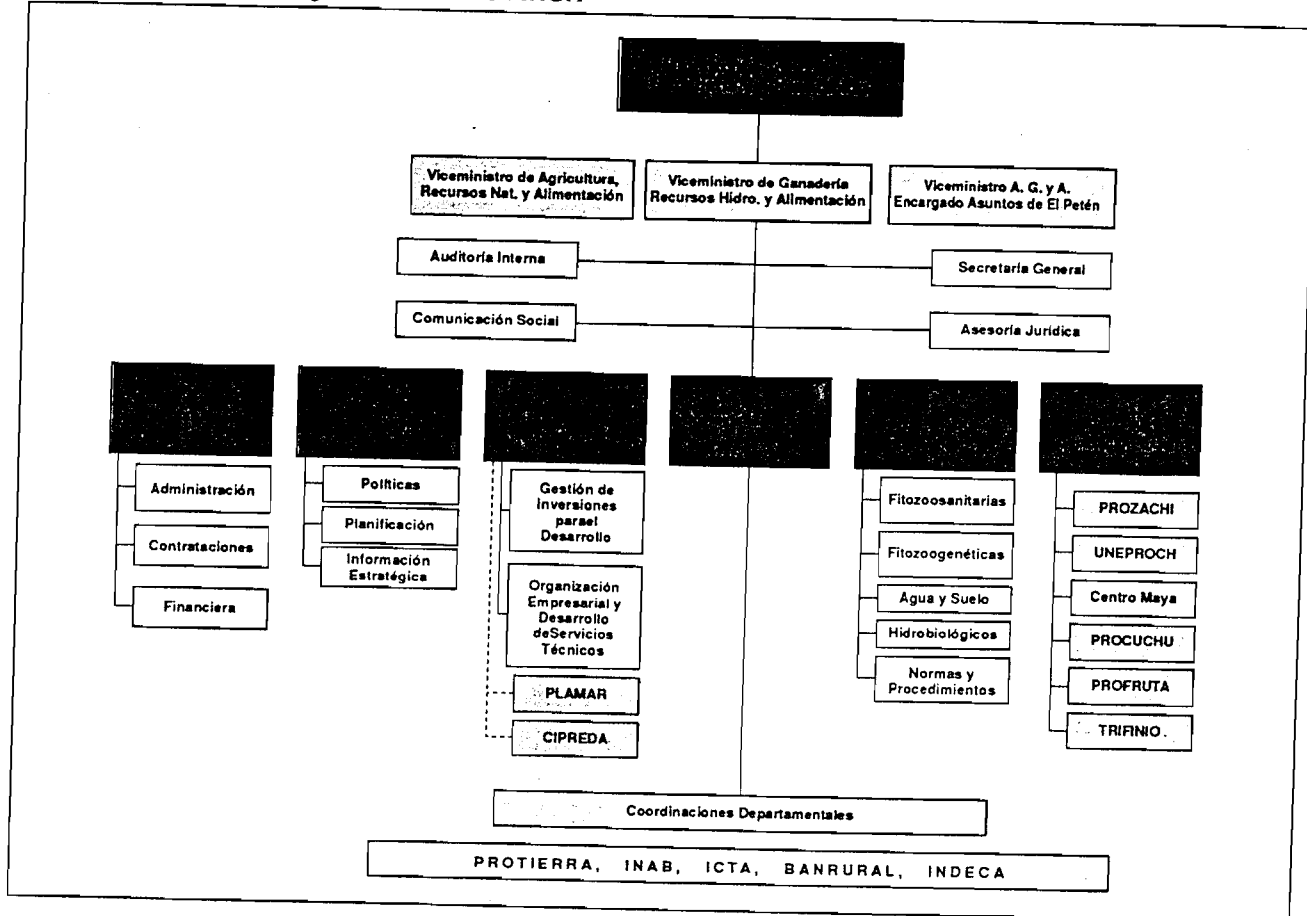 Viceministro de Agricultura,
Recursos Nat. y Alimentación
Viceministro de Ganadería
Recursos Hidro. y Alimentación
Viceministro A. G. y A.
Encargado Asuntos de El Petén
Auditoría Interna
Secretaría General
Comunicación Social
Asesoría Jurídica
Administración
Contrataciones
Financiera
Políticas
Planificación
Información
Estratégica
Gestión de
Inversiones
parael
Desarrollo
Organización
Empresarial y
Desarrollo
deServicios
Técnicos
PLAMAR
CIPREDA
Fitozoosanitarias
Fitozoogenéticas
Agua y Suelo
Hidrobiológicos
Normas y
Procedimientos
PROZACHI
UNEPROCH
Centro Maya
PROCUCHU
PROFRUTA
TRIFINIO.
Coordinaciones Departamentales
PROTIERRA, INAB, ICTA, BANRURAL, INDECA